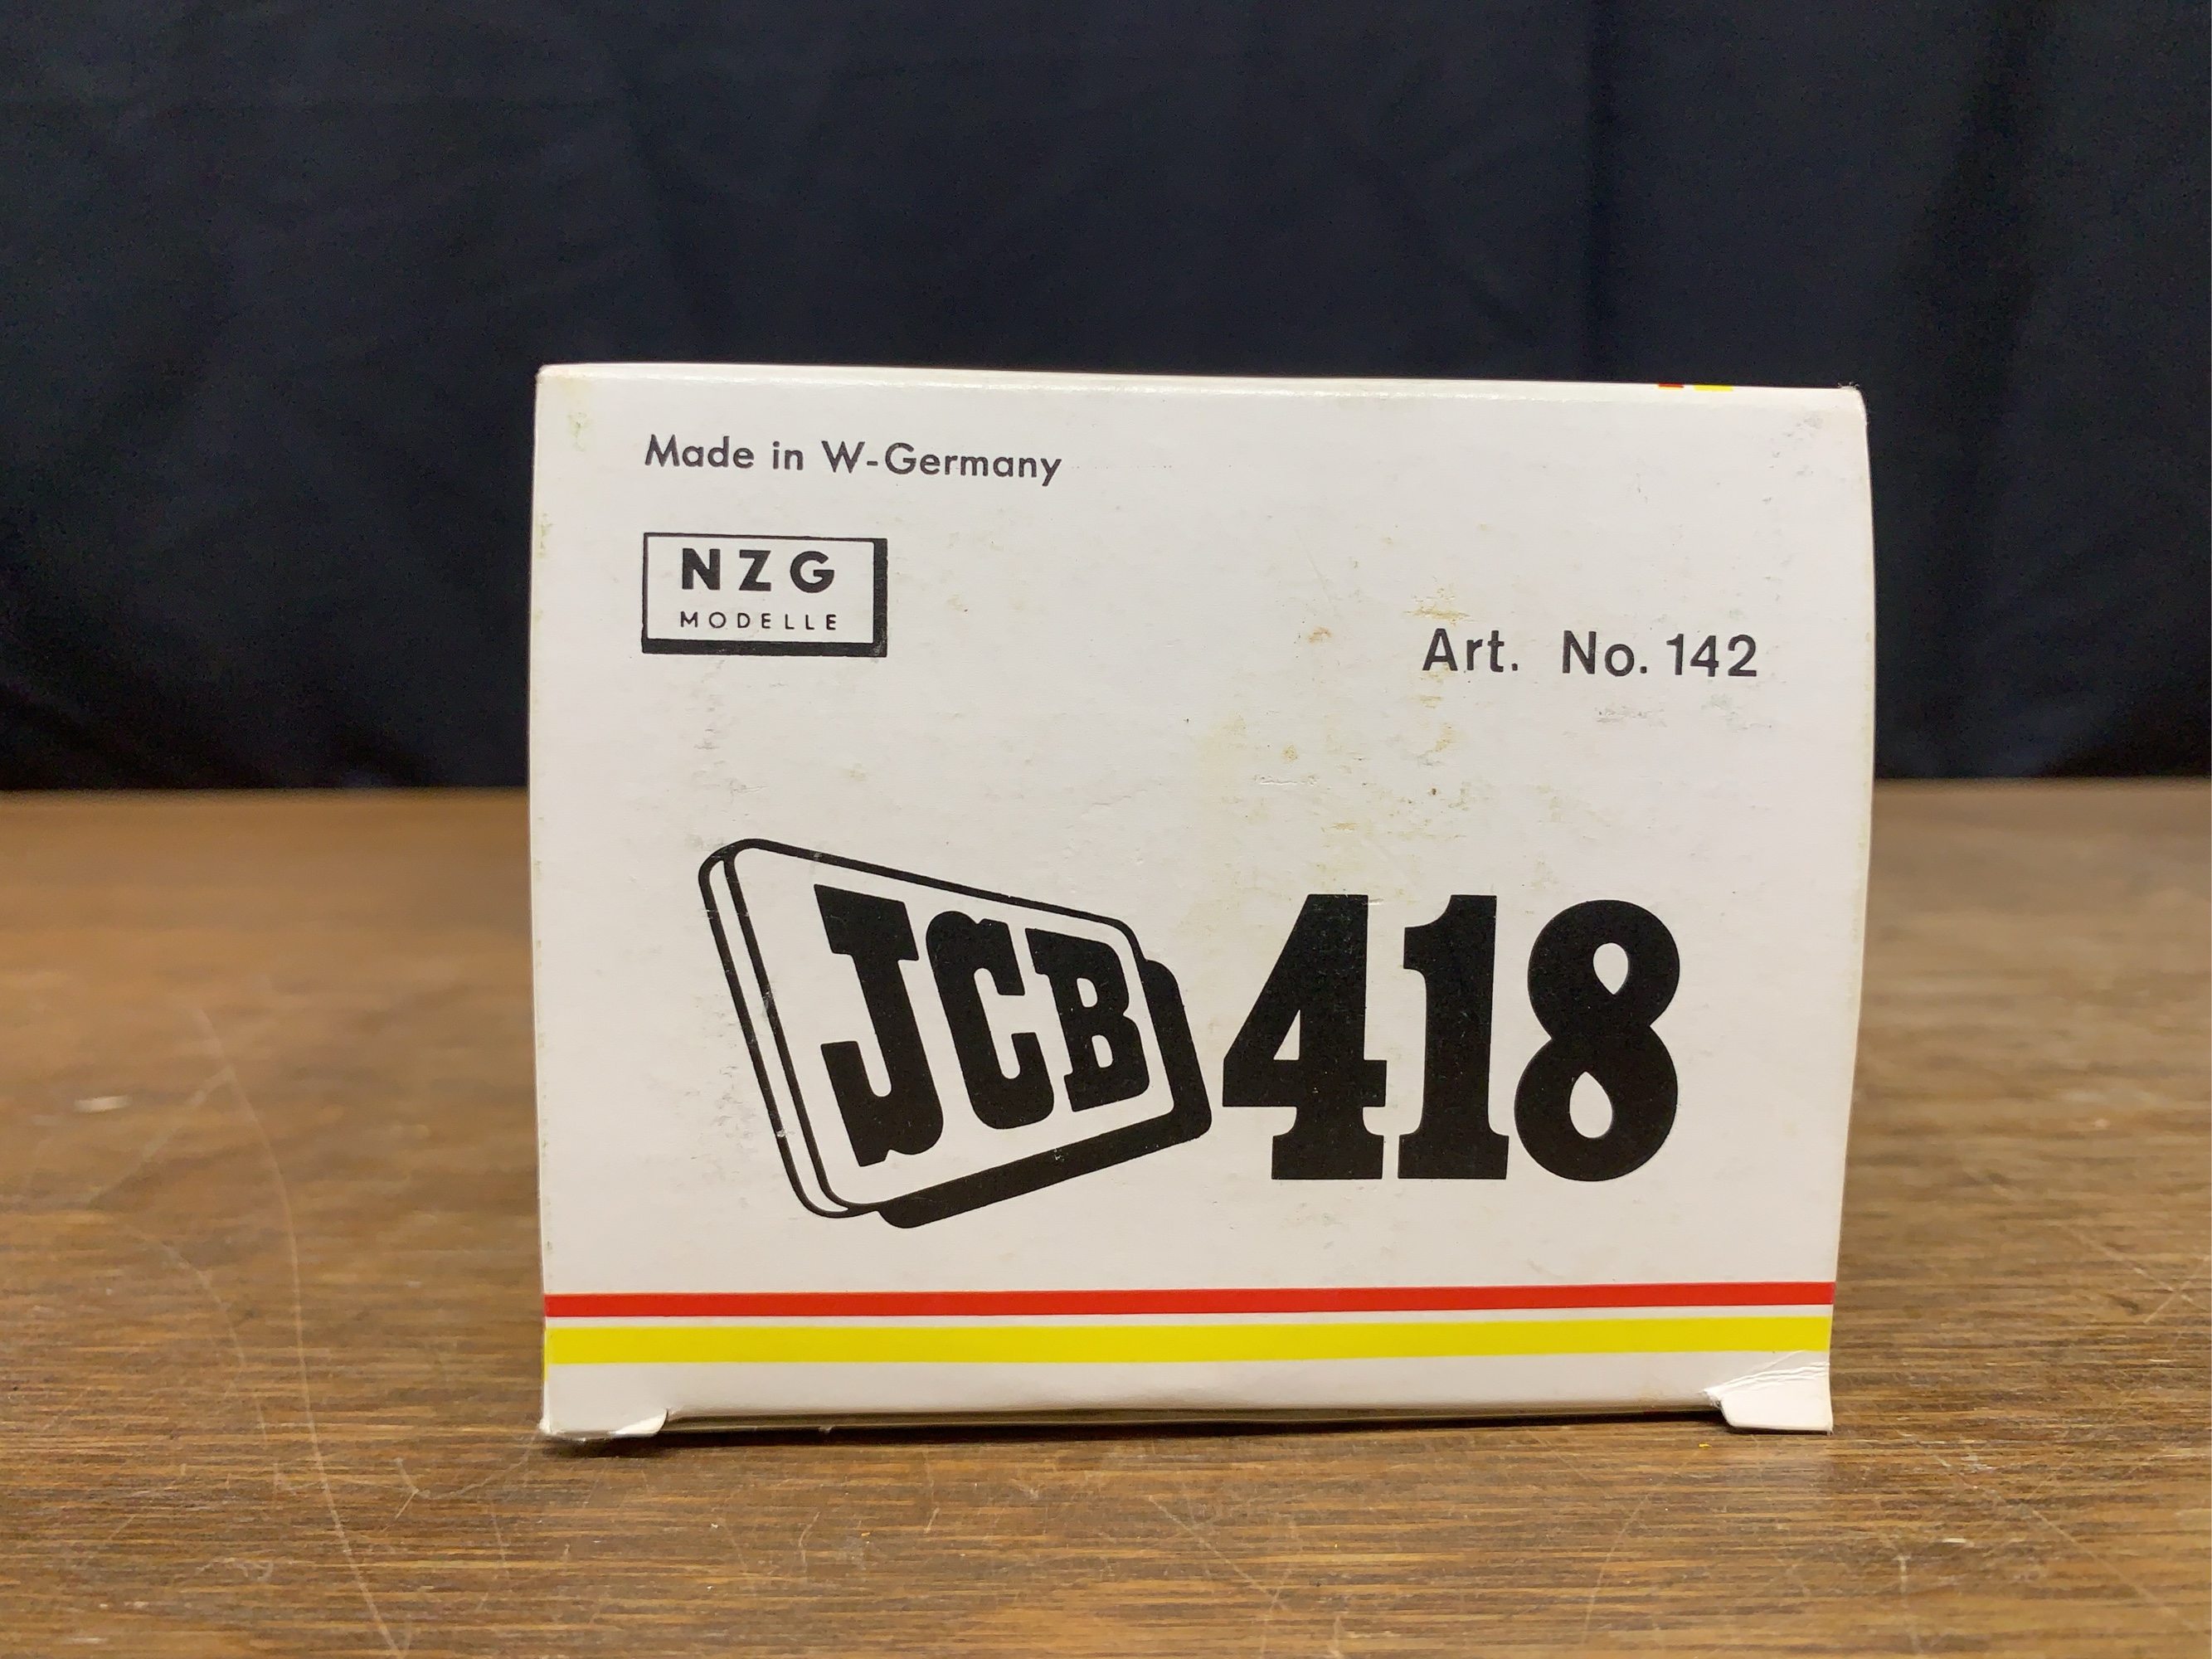 Made in W-Germany
NZG
MODELLE
Art. No. 142
JCB 418